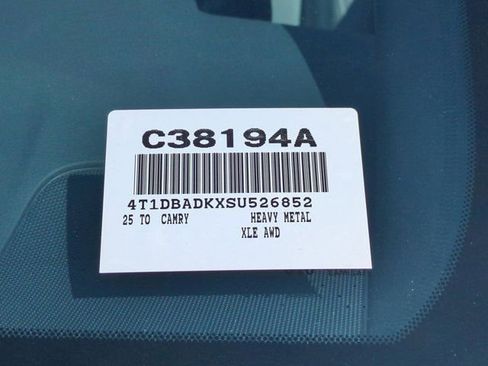 C38194A
4T1DBADKXSU526852
25 TO CAMRY HEAVY METAL
XLE AWD